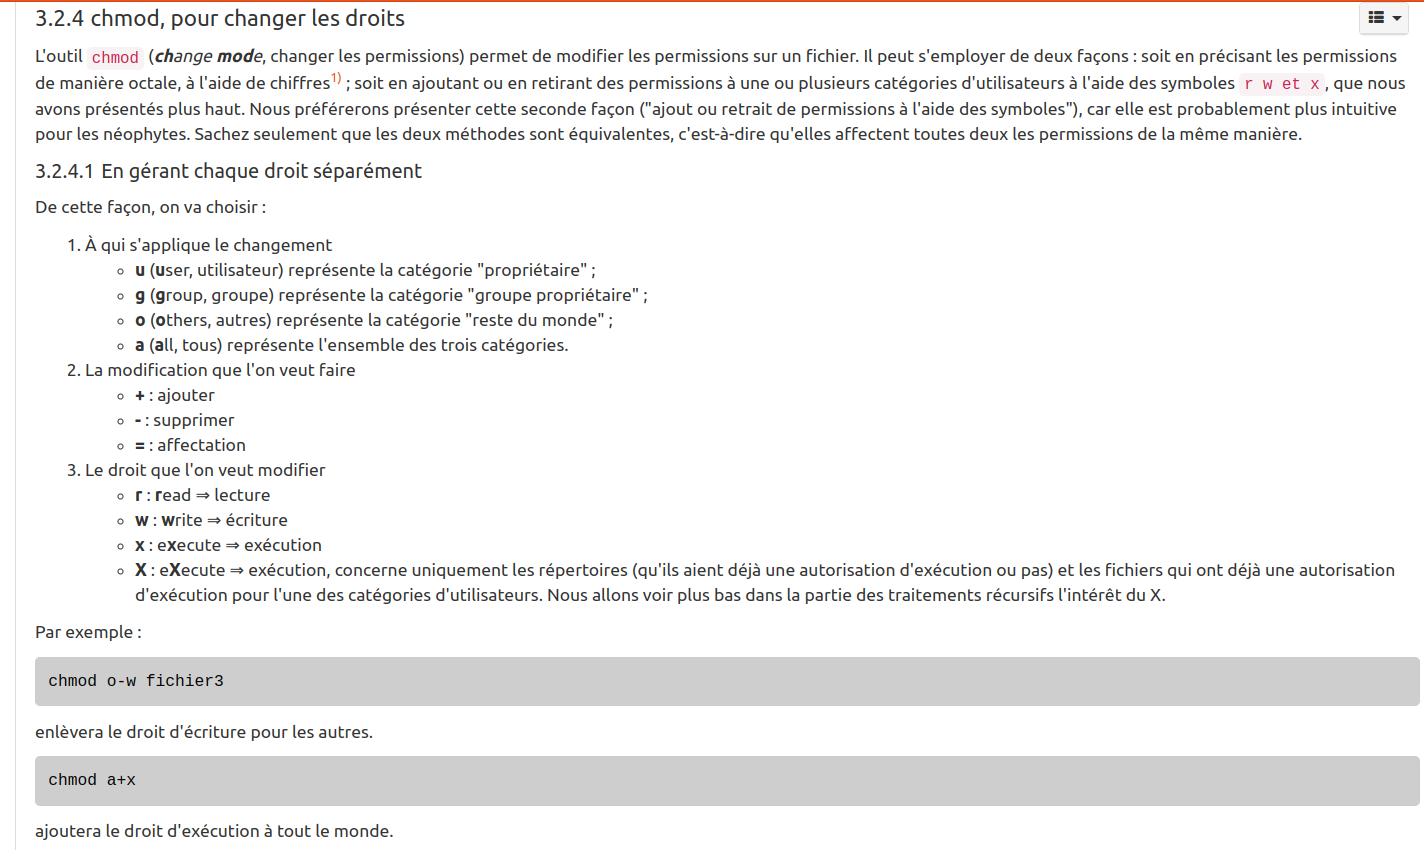 3.2.4 chmod, pour changer les droits
L'outil chmod (change mode, changer les permissions) permet de modifier les permissions sur un fichier. Il peut s'employer de deux façons : soit en précisant les permissions
de manière octale, à l'aide de chiffres1) ; soit en ajoutant ou en retirant des permissions à une ou plusieurs catégories d'utilisateurs à l'aide des symboles r w et x , que nous
avons présentés plus haut. Nous préférerons présenter cette seconde façon ("ajout ou retrait de permissions à l'aide des symboles"), car elle est probablement plus intuitive
pour les néophytes. Sachez seulement que les deux méthodes sont équivalentes, c'est-à-dire qu'elles affectent toutes deux les permissions de la même manière.
3.2.4.1 En gérant chaque droit séparément
De cette façon, on va choisir :
1. À qui s'applique le changement
◦ u (user, utilisateur) représente la catégorie "propriétaire" ;
◦ g (group, groupe) représente la catégorie "groupe propriétaire" ;
◦ o (others, autres) représente la catégorie "reste du monde" ;
◦ a (all, tous) représente l'ensemble des trois catégories.
2. La modification que l'on veut faire
◦ + : ajouter
◦ - : supprimer
◦ = : affectation
3. Le droit que l'on veut modifier
◦ r : read ⇒ lecture
◦ w : write ⇒ écriture
◦ x : execute ⇒ exécution
◦ X : eXecute ⇒ exécution, concerne uniquement les répertoires (qu'ils aient déjà une autorisation d'exécution ou pas) et les fichiers qui ont déjà une autorisation
d'exécution pour l'une des catégories d'utilisateurs. Nous allons voir plus bas dans la partie des traitements récursifs l'intérêt du X.
Par exemple :
chmod o-w fichier3
enlèvera le droit d'écriture pour les autres.
chmod a+x
ajoutera le droit d'exécution à tout le monde.